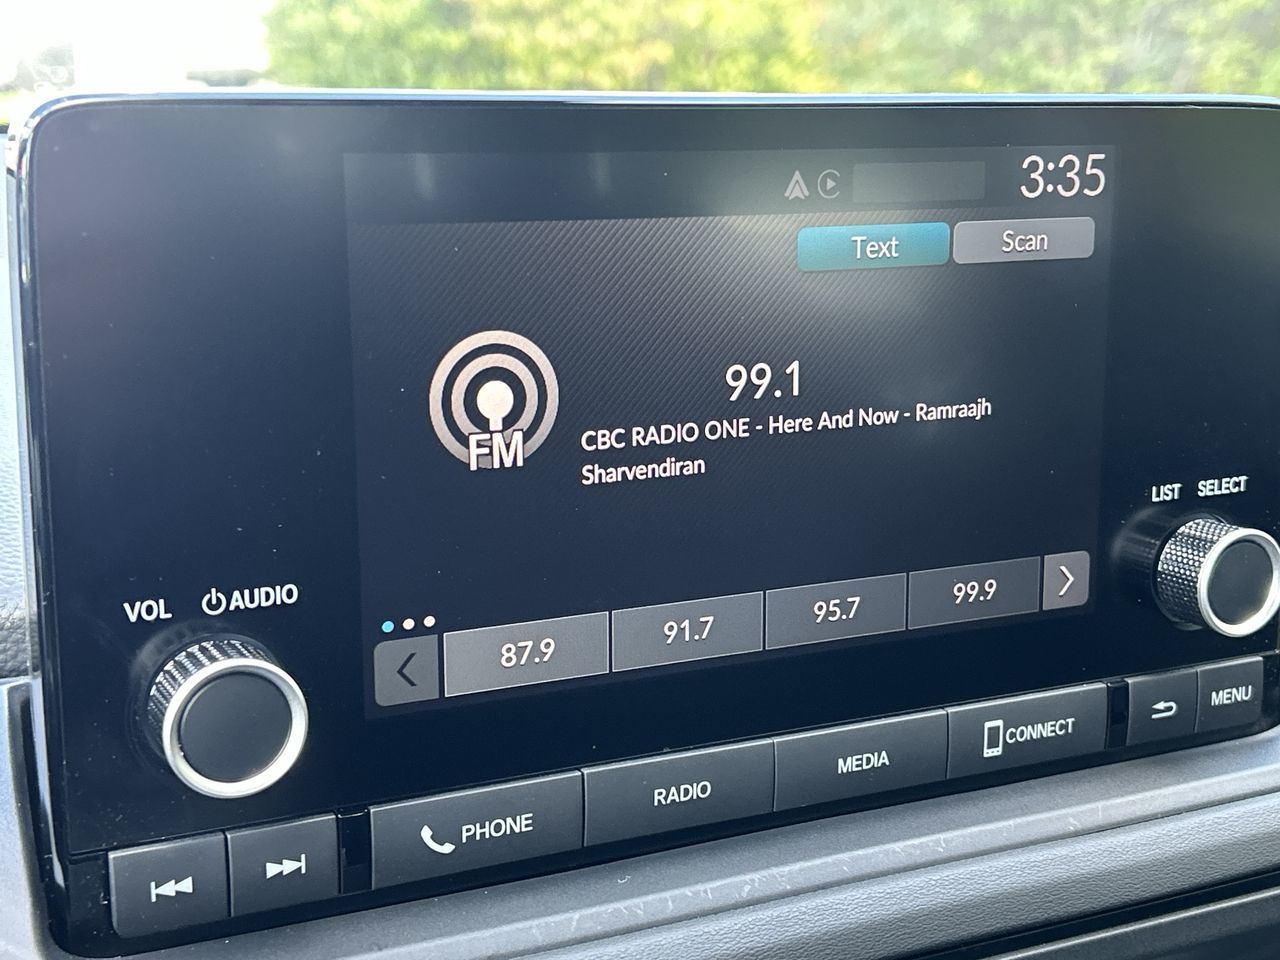 3:35
Text Scan
99.1
FM
CBC RADIO ONE - Here And Now - Ramraajh
Sharvendiran
LIST SELECT
VOL AUDIO
87.9 91.7 95.7 99.9
PHONE RADIO MEDIA CONNECT MENU